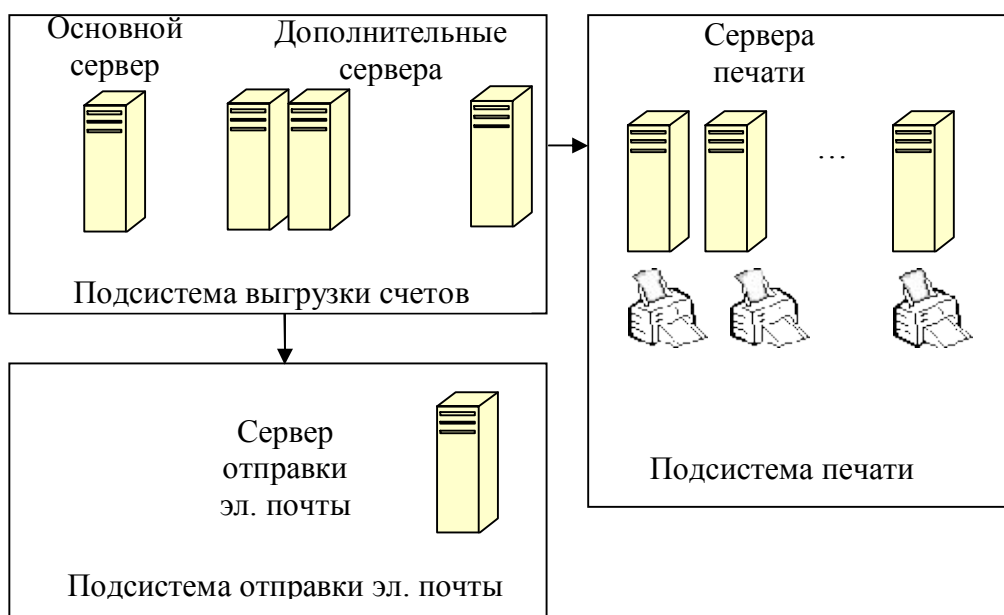 Основной
сервер
Дополнительные
сервера
Подсистема выгрузки счетов
Сервера
печати
...
Подсистема печати
Сервер
отправки
эл. почты
Подсистема отправки эл. почты